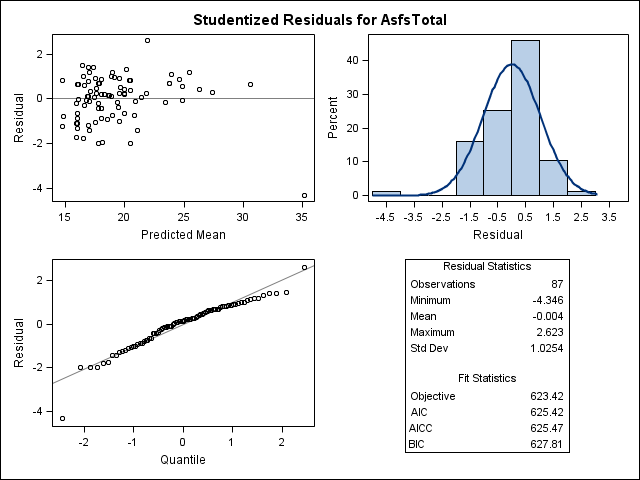 Studentized Residuals for AsfsTotal
2
0
-2
-4
Residual
15
20
25
30
35
Predicted Mean
40
30
20
10
0
Percent
-5.5
-3.5
-1.5
-0.5
0.5
1.5
3.5
Residual
2
0
-2
-4
Residual
-2
-1
0
1
2
Quantile
Residual Statistics
Observations 87
Minimum -4.346
Mean -0.004
Maximum 2.623
Std Dev 1.0254
Fit Statistics
Objective 623.42
AIC 625.42
AICC 625.47
BIC 627.81